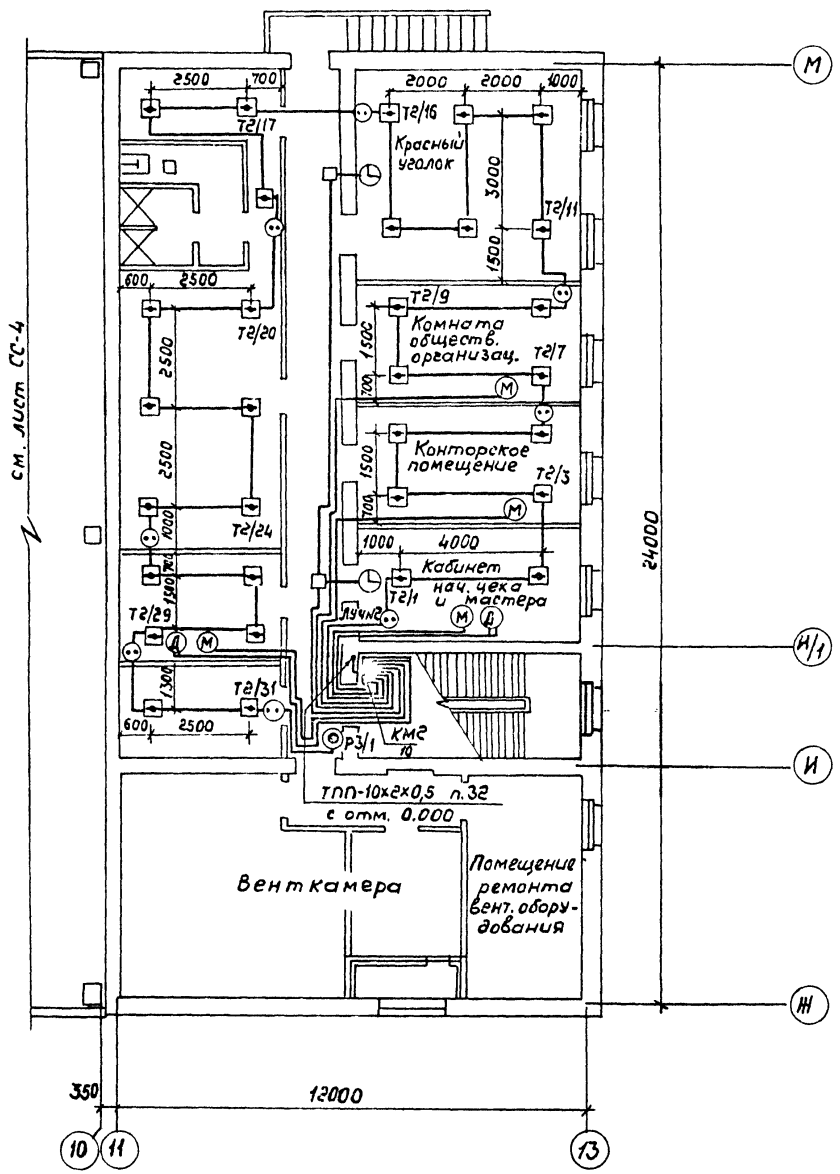 М
2500
700
2000
2000
1000
Т2/17
Т2/16
Красный
уголок
3000
Т2/11
1500
600
2500
Т2/20
Т2/9
Комната
обществ.
организац.
1500
Т2/7
700
М
2500
см. лист СС-4
2500
Конторское
помещение
1500
Т2/3
700
М
1000
Т2/24
1000
4000
24000
700
1500
Кабинет
нач. цеха
и мастера
Т2/1
Т2/29
Луч№2
Д
М
М
Д
И/1
1300
Т2/31
600
2500
КМ2
10
Р3/1
И
ТПП-10х2х0,5 п.32
с отм. 0.000
Венткамера
Помещение
ремонта
вент. обору-
дования
Ж
350
12000
10
11
13